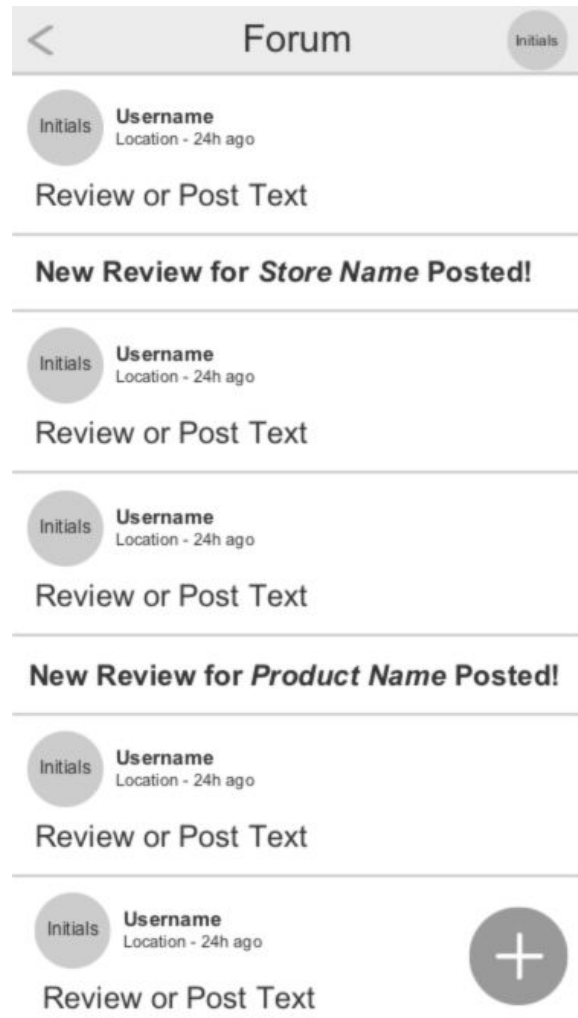 Forum
Initials
Initials
Username
Location - 24h ago
Review or Post Text
New Review for Store Name Posted!
Initials
Username
Location - 24h ago
Review or Post Text
Initials
Username
Location - 24h ago
Review or Post Text
New Review for Product Name Posted!
Initials
Username
Location - 24h ago
Review or Post Text
Initials
Username
Location - 24h ago
Review or Post Text